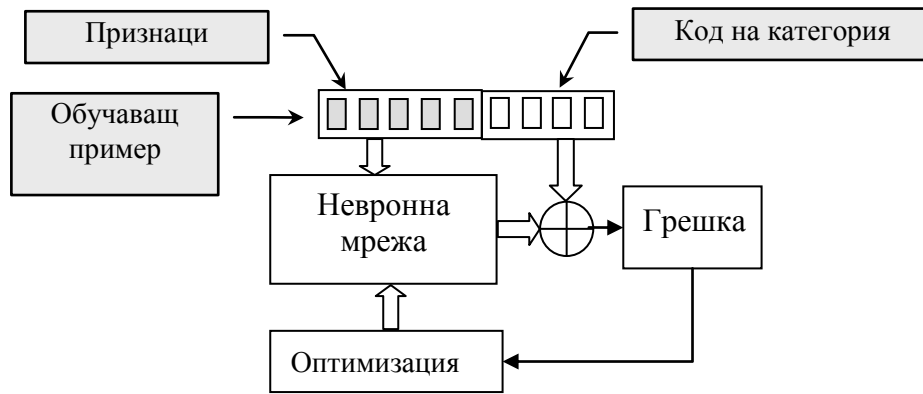 Признаци
Код на категория
Обучаващ
пример
Невронна
мрежа
Грешка
Оптимизация